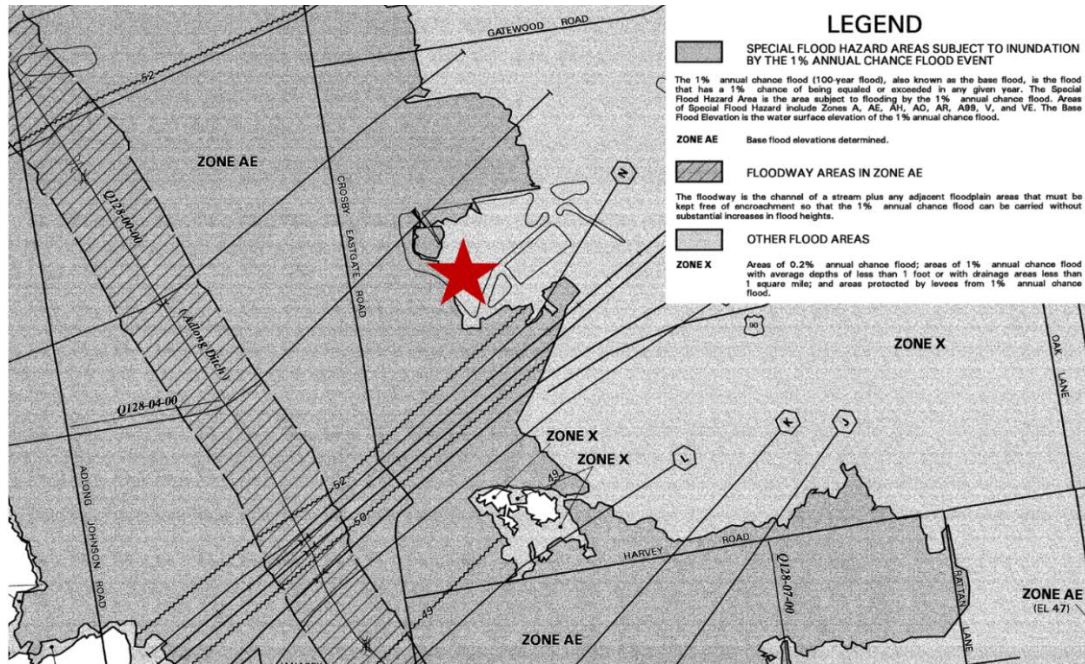 LEGEND
SPECIAL FLOOD HAZARD AREAS SUBJECT TO INUNDATION
BY THE 1% ANNUAL CHANCE FLOOD EVENT
The 1% annual chance flood (100-year flood), also known as the base flood, is the flood
that has a 1% chance of being equaled or exceeded in any given year. The Special
Flood Hazard Area is the area subject to flooding by the 1% annual chance flood. Areas
of Special Flood Hazard include Zones A, AE, AH, AO, AR, A99, V, and VE. The Base
Flood Elevation is the water surface elevation of the 1% annual chance flood.
ZONE AE Base flood elevations determined.
FLOODWAY AREAS IN ZONE AE
The floodway is the channel of a stream plus any adjacent floodplain areas that must be
kept free of encroachment so that the 1% annual chance flood can be carried without
substantial increases in flood heights.
OTHER FLOOD AREAS
ZONE X Areas of 0.2% annual chance flood; areas of 1% annual chance flood
with average depths of less than 1 foot or with drainage areas less than
1 square mile; and areas protected by levees from 1% annual chance
flood.
GATEWOOD ROAD
52
ZONE AE
N
Q128-00-00
CROSBY EASTGATE ROAD
(Adlong Ditch)
90
ZONE X
OAK LANE
Q128-04-00
K
J
ZONE X
ZONE X
L
49
52
50
ADLONG JOHNSON ROAD
HARVEY ROAD
Q128-07-00
RATTAN LANE
49
ZONE AE
(EL 47)
ZONE AE